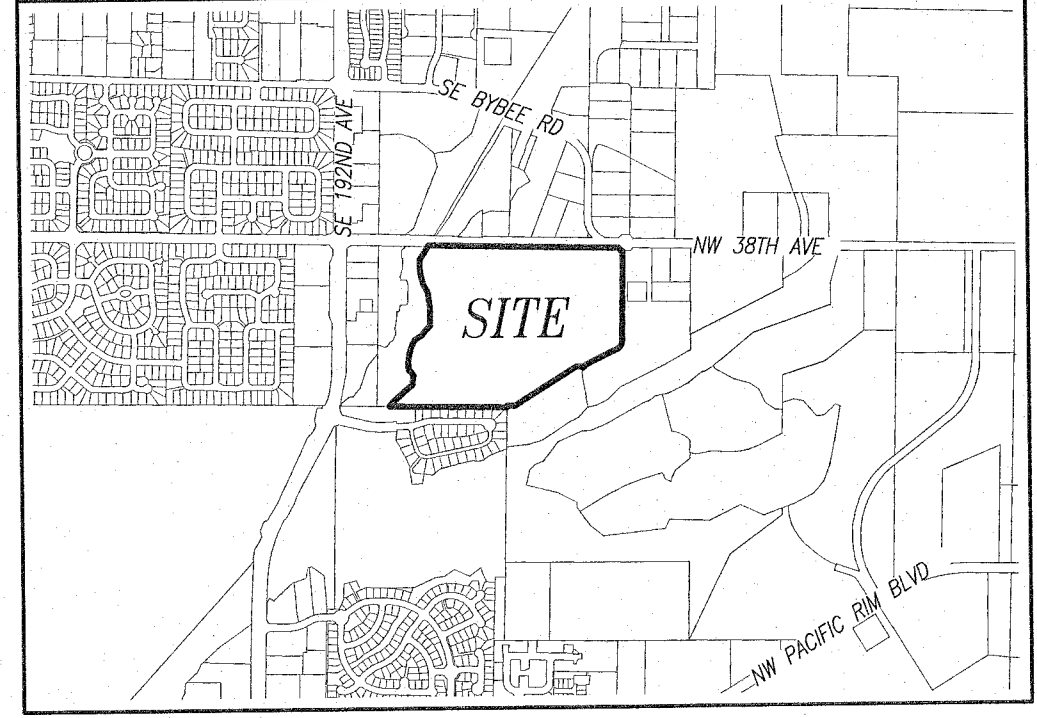 SE BYBEE RD
SE 192ND AVE
NW 38TH AVE
SITE
NW PACIFIC RIM BLVD